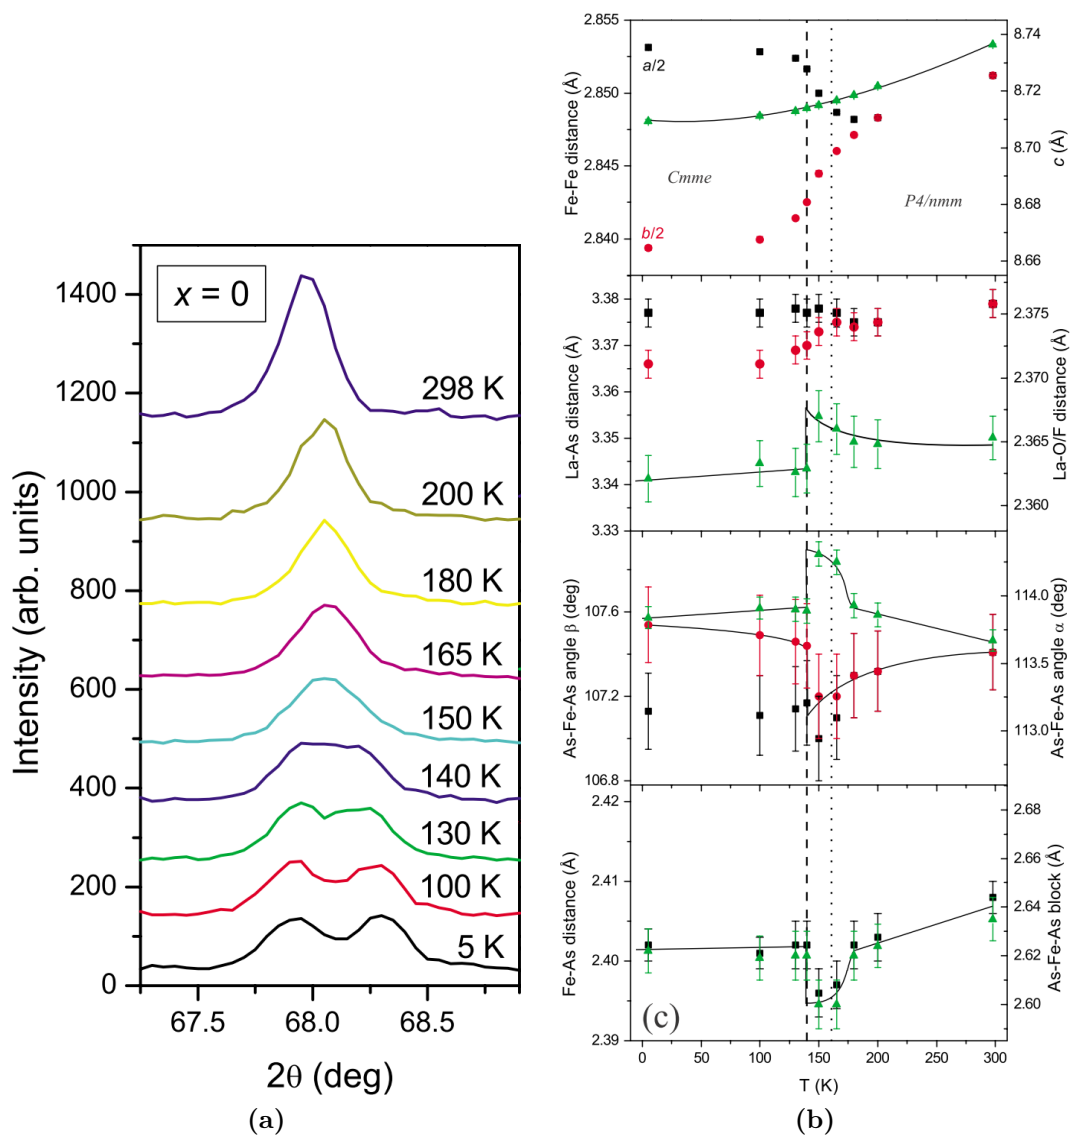 x = 0
1400
1200
1000
800
600
400
200
0
Intensity (arb. units)
298 K
200 K
180 K
165 K
150 K
140 K
130 K
100 K
5 K
67.5 68.0 68.5
2θ (deg)
(a)
2.855
2.850
2.845
2.840
Fe-Fe distance (Å)
a/2
b/2
Cmme
P4/nmm
8.74
8.72
8.70
8.68
8.66
c (Å)
3.38
3.37
3.36
3.35
3.34
3.33
La-As distance (Å)
2.375
2.370
2.365
2.360
La-O/F distance (Å)
107.6
107.2
106.8
As-Fe-As angle β (deg)
114.0
113.5
113.0
As-Fe-As angle α (deg)
2.42
2.41
2.40
2.39
Fe-As distance (Å)
2.68
2.66
2.64
2.62
2.60
As-Fe-As block (Å)
(c)
0 50 100 150 200 250 300
T (K)
(b)